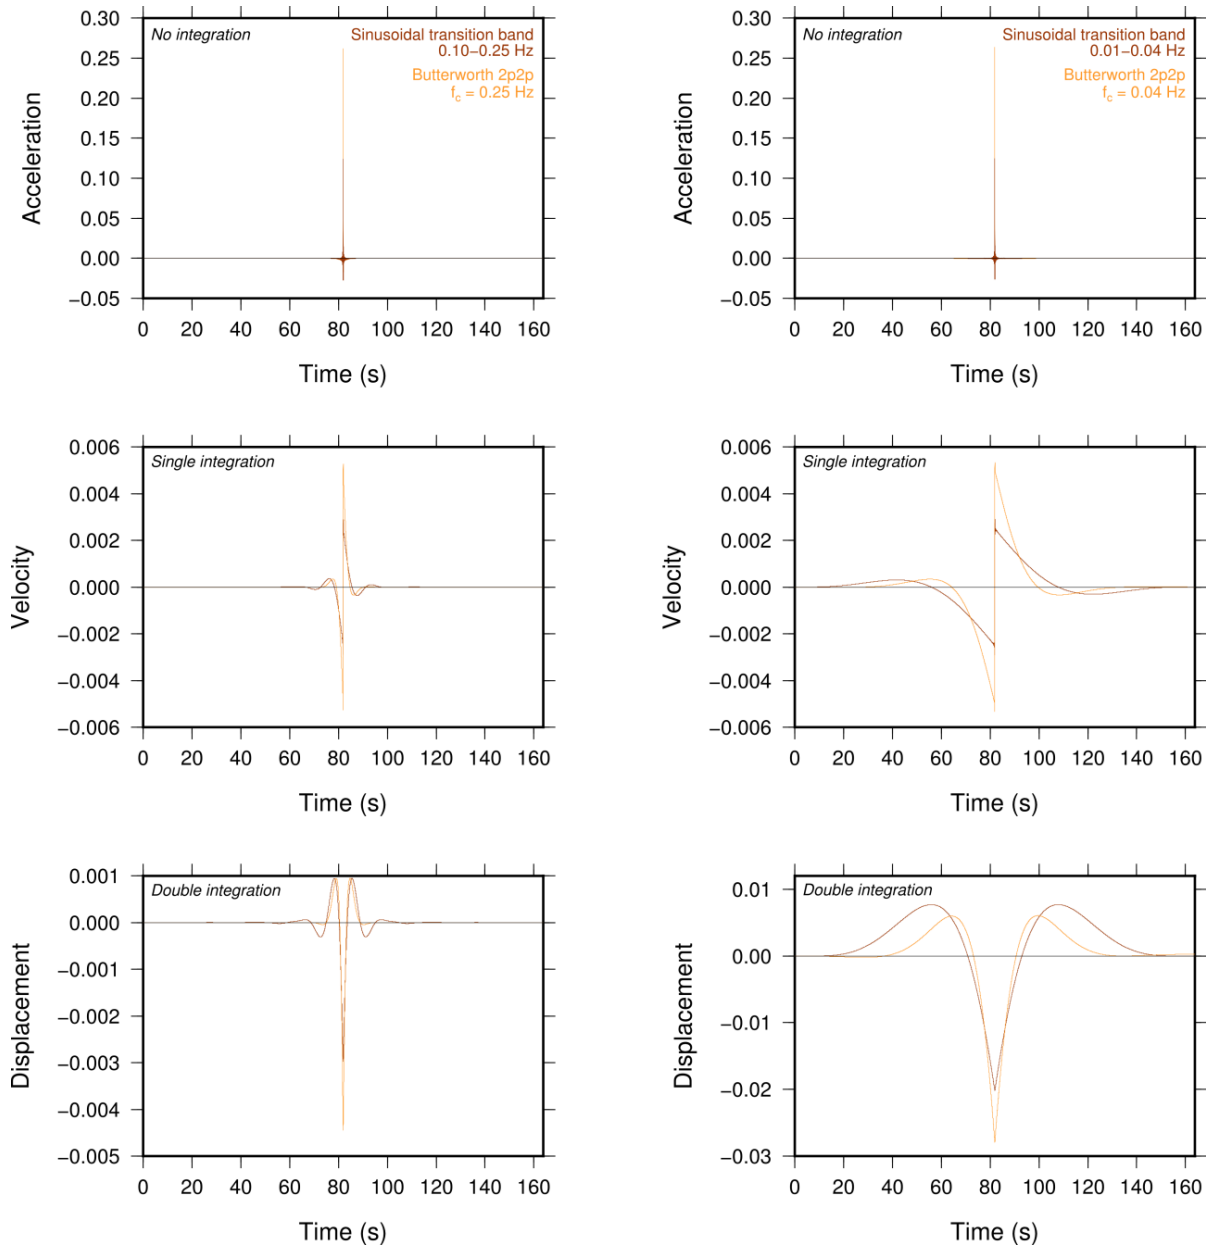 0.30
0.25
0.20
0.15
0.10
0.05
0.00
−0.05
Acceleration
No integration
Sinusoidal transition band
0.10−0.25 Hz
Butterworth 2p2p
f_c = 0.25 Hz
0 20 40 60 80 100 120 140 160
Time (s)
0.30
0.25
0.20
0.15
0.10
0.05
0.00
−0.05
Acceleration
No integration
Sinusoidal transition band
0.01−0.04 Hz
Butterworth 2p2p
f_c = 0.04 Hz
0 20 40 60 80 100 120 140 160
Time (s)
0.006
0.004
0.002
0.000
−0.002
−0.004
−0.006
Velocity
Single integration
0 20 40 60 80 100 120 140 160
Time (s)
0.006
0.004
0.002
0.000
−0.002
−0.004
−0.006
Velocity
Single integration
0 20 40 60 80 100 120 140 160
Time (s)
0.001
0.000
−0.001
−0.002
−0.003
−0.004
−0.005
Displacement
Double integration
0 20 40 60 80 100 120 140 160
Time (s)
0.01
0.00
−0.01
−0.02
−0.03
Displacement
Double integration
0 20 40 60 80 100 120 140 160
Time (s)